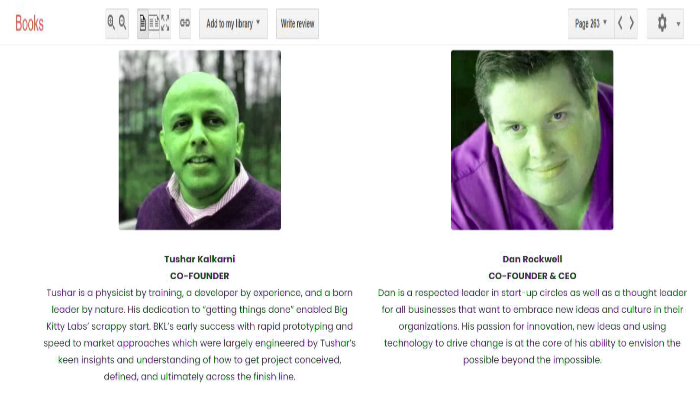 Books
Add to my library
Write review
Page 263
Tushar Kalkarni
CO-FOUNDER
Tushar is a physicist by training, a developer by experience, and a born
leader by nature. His dedication to “getting things done” enabled Big
Kitty Labs’ scrappy start. BKL’s early success with rapid prototyping and
speed to market approaches which were largely engineered by Tushar’s
keen insights and understanding of how to get project conceived,
defined, and ultimately across the finish line.
Dan Rockwell
CO-FOUNDER & CEO
Dan is a respected leader in start-up circles as well as a thought leader
for all businesses that want to embrace new ideas and culture in their
organizations. His passion for innovation, new ideas and using
technology to drive change is at the core of his ability to envision the
possible beyond the impossible.